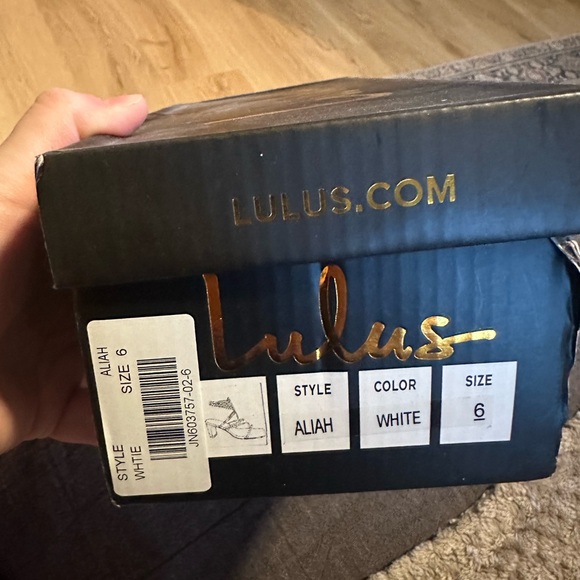 LULUS.COM
lulus
STYLE ALIAH
WHTIE SIZE 6
JN603757-02-6
STYLE
ALIAH
COLOR
WHITE
SIZE
6